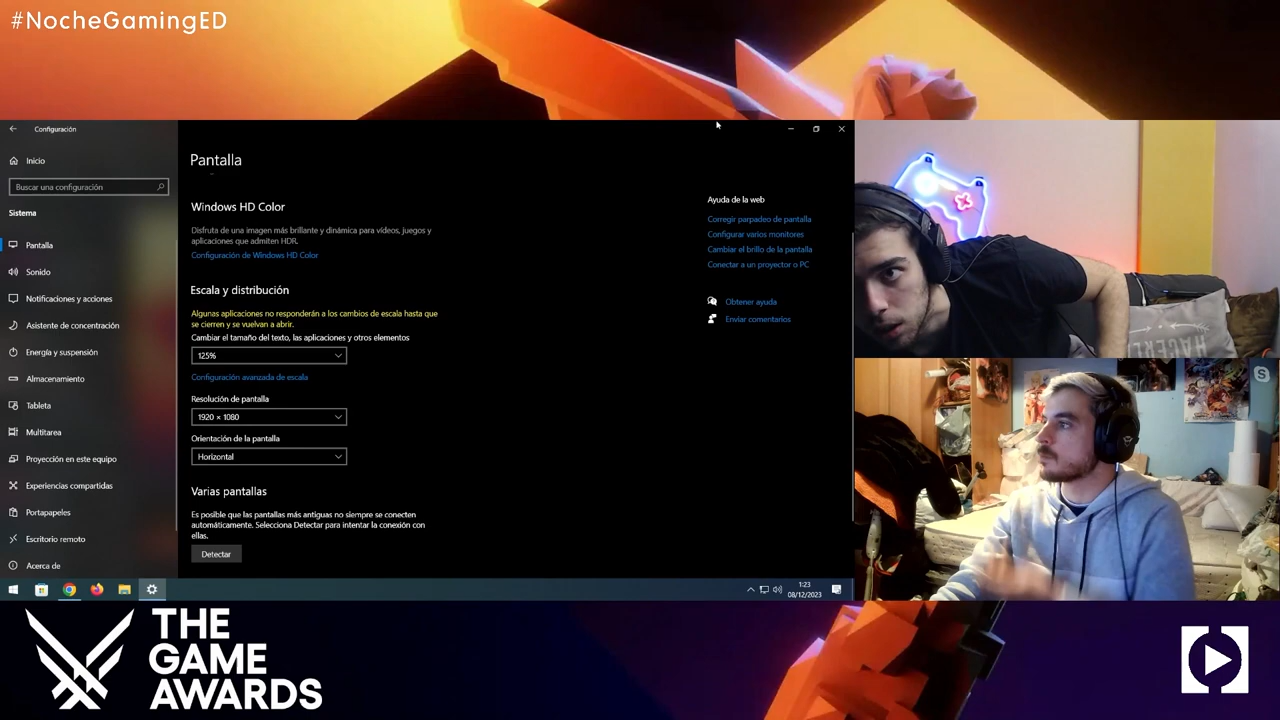 #NocheGamingED
Configuración
Inicio
Buscar una configuración
Sistema
Pantalla
Sonido
Notificaciones y acciones
Asistente de concentración
Energía y suspensión
Almacenamiento
Tableta
Multitarea
Proyección en este equipo
Experiencias compartidas
Portapapeles
Escritorio remoto
Acerca de
Pantalla
Windows HD Color
Disfruta de una imagen más brillante y dinámica para vídeos, juegos y
aplicaciones que admiten HDR.
Configuración de Windows HD Color
Escala y distribución
Algunas aplicaciones no responderán a los cambios de escala hasta que
se cierren y se vuelvan a abrir.
Cambiar el tamaño del texto, las aplicaciones y otros elementos
125%
Configuración avanzada de escala
Resolución de pantalla
1920 × 1080
Orientación de la pantalla
Horizontal
Varias pantallas
Es posible que las pantallas más antiguas no siempre se conecten
automáticamente. Selecciona Detectar para intentar la conexión con
ellas.
Detectar
Ayuda de la web
Corregir parpadeo de pantalla
Configurar varios monitores
Cambiar el brillo de la pantalla
Conectar a un proyector o PC
Obtener ayuda
Enviar comentarios
1:23
08/12/2023
THE
GAME
AWARDS